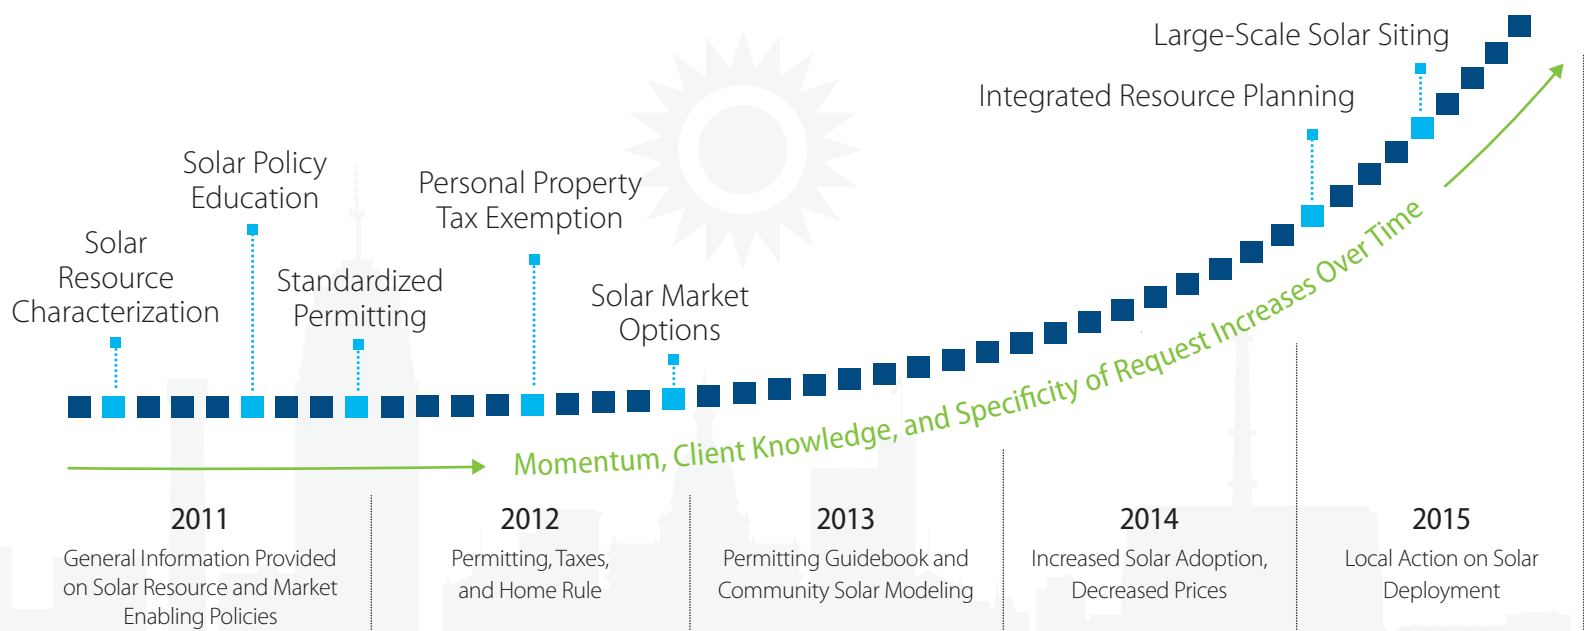 Solar
Resource
Characterization
Solar Policy
Education
Standardized
Permitting
Personal Property
Tax Exemption
Solar Market
Options
Integrated Resource Planning
Large-Scale Solar Siting
Momentum, Client Knowledge, and Specificity of Request Increases Over Time
2011
General Information Provided
on Solar Resource and Market
Enabling Policies
2012
Permitting, Taxes,
and Home Rule
2013
Permitting Guidebook and
Community Solar Modeling
2014
Increased Solar Adoption,
Decreased Prices
2015
Local Action on Solar
Deployment